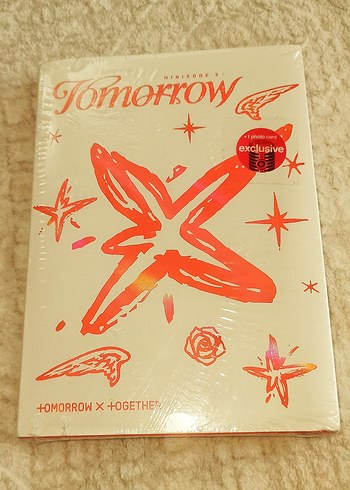 MINISODE 3:
Tomorrow
+1 photo card
exclusive
TOMORROW × TOGETHER